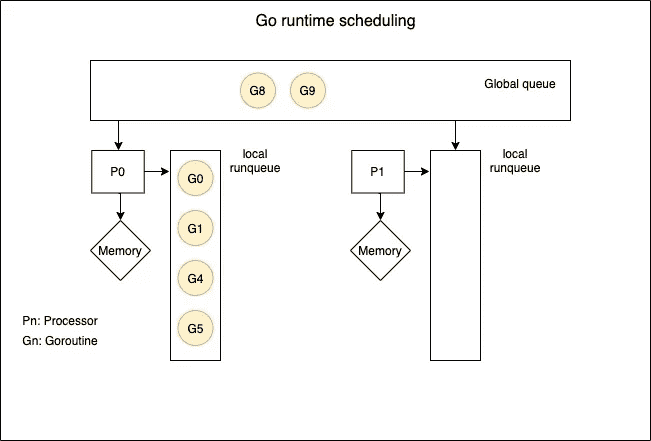 Go runtime scheduling
G8
G9
Global queue
P0
local
runqueue
G0
G1
G4
G5
Memory
P1
local
runqueue
Memory
Pn: Processor
Gn: Goroutine